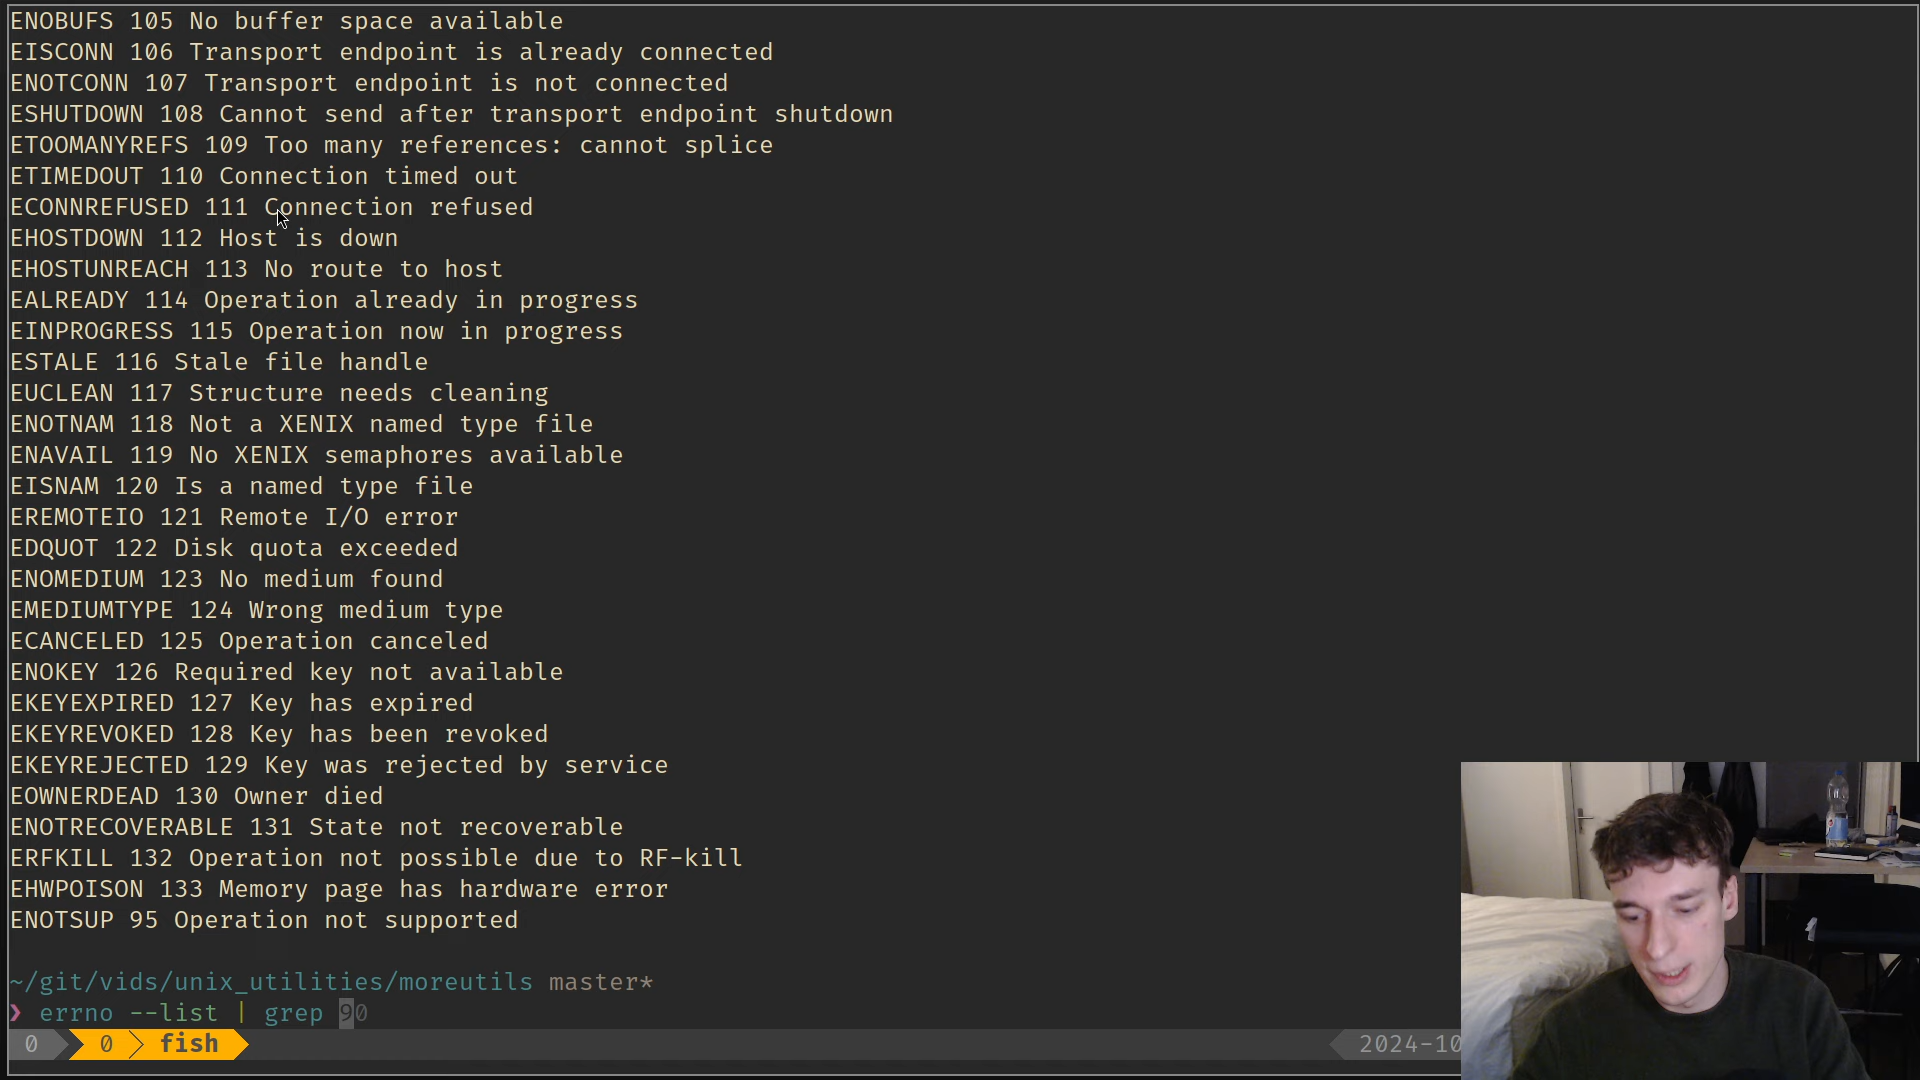 ENOBUFS 105 No buffer space available
EISCONN 106 Transport endpoint is already connected
ENOTCONN 107 Transport endpoint is not connected
ESHUTDOWN 108 Cannot send after transport endpoint shutdown
ETOOMANYREFS 109 Too many references: cannot splice
ETIMEDOUT 110 Connection timed out
ECONNREFUSED 111 Connection refused
EHOSTDOWN 112 Host is down
EHOSTUNREACH 113 No route to host
EALREADY 114 Operation already in progress
EINPROGRESS 115 Operation now in progress
ESTALE 116 Stale file handle
EUCLEAN 117 Structure needs cleaning
ENOTNAM 118 Not a XENIX named type file
ENAVAIL 119 No XENIX semaphores available
EISNAM 120 Is a named type file
EREMOTEIO 121 Remote I/O error
EDQUOT 122 Disk quota exceeded
ENOMEDIUM 123 No medium found
EMEDIUMTYPE 124 Wrong medium type
ECANCELED 125 Operation canceled
ENOKEY 126 Required key not available
EKEYEXPIRED 127 Key has expired
EKEYREVOKED 128 Key has been revoked
EKEYREJECTED 129 Key was rejected by service
EOWNERDEAD 130 Owner died
ENOTRECOVERABLE 131 State not recoverable
ERFKILL 132 Operation not possible due to RF-kill
EHWPOISON 133 Memory page has hardware error
ENOTSUP 95 Operation not supported
~/git/vids/unix_utilities/moreutils master*
❯ errno --list | grep 90
0 0 fish 2024-10